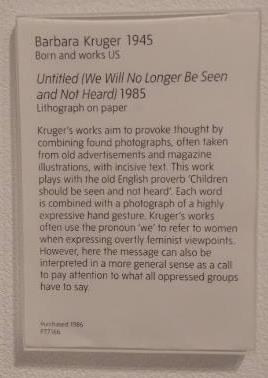 Barbara Kruger 1945
Born and works US
Untitled (We Will No Longer Be Seen
and Not Heard) 1985
Lithograph on paper
Kruger's works aim to provoke thought by
combining found photographs, often taken
from old advertisements and magazine
illustrations, with incisive text. This work
plays with the old English proverb 'Children
should be seen and not heard'. Each word
is combined with a photograph of a highly
expressive hand gesture. Kruger's works
often use the pronoun 'we' to refer to women
when expressing overtly feminist viewpoints.
However, here the message can also be
interpreted in a more general sense as a call
to pay attention to what all oppressed groups
have to say.
Purchased 1986
P77166